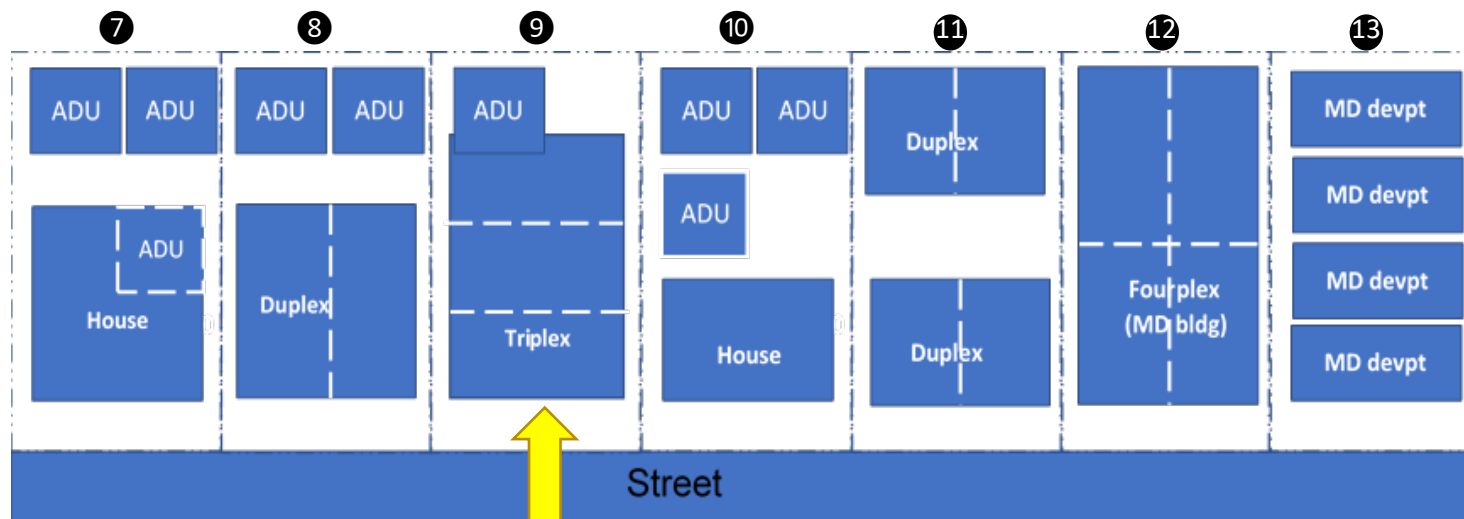 7 8 9 10 11 12 13
ADU ADU ADU ADU ADU ADU ADU MD devpt
Duplex
MD devpt
ADU
ADU
MD devpt
Fourplex
Duplex
(MD bldg)
House
Triplex
House
Duplex
MD devpt
Street